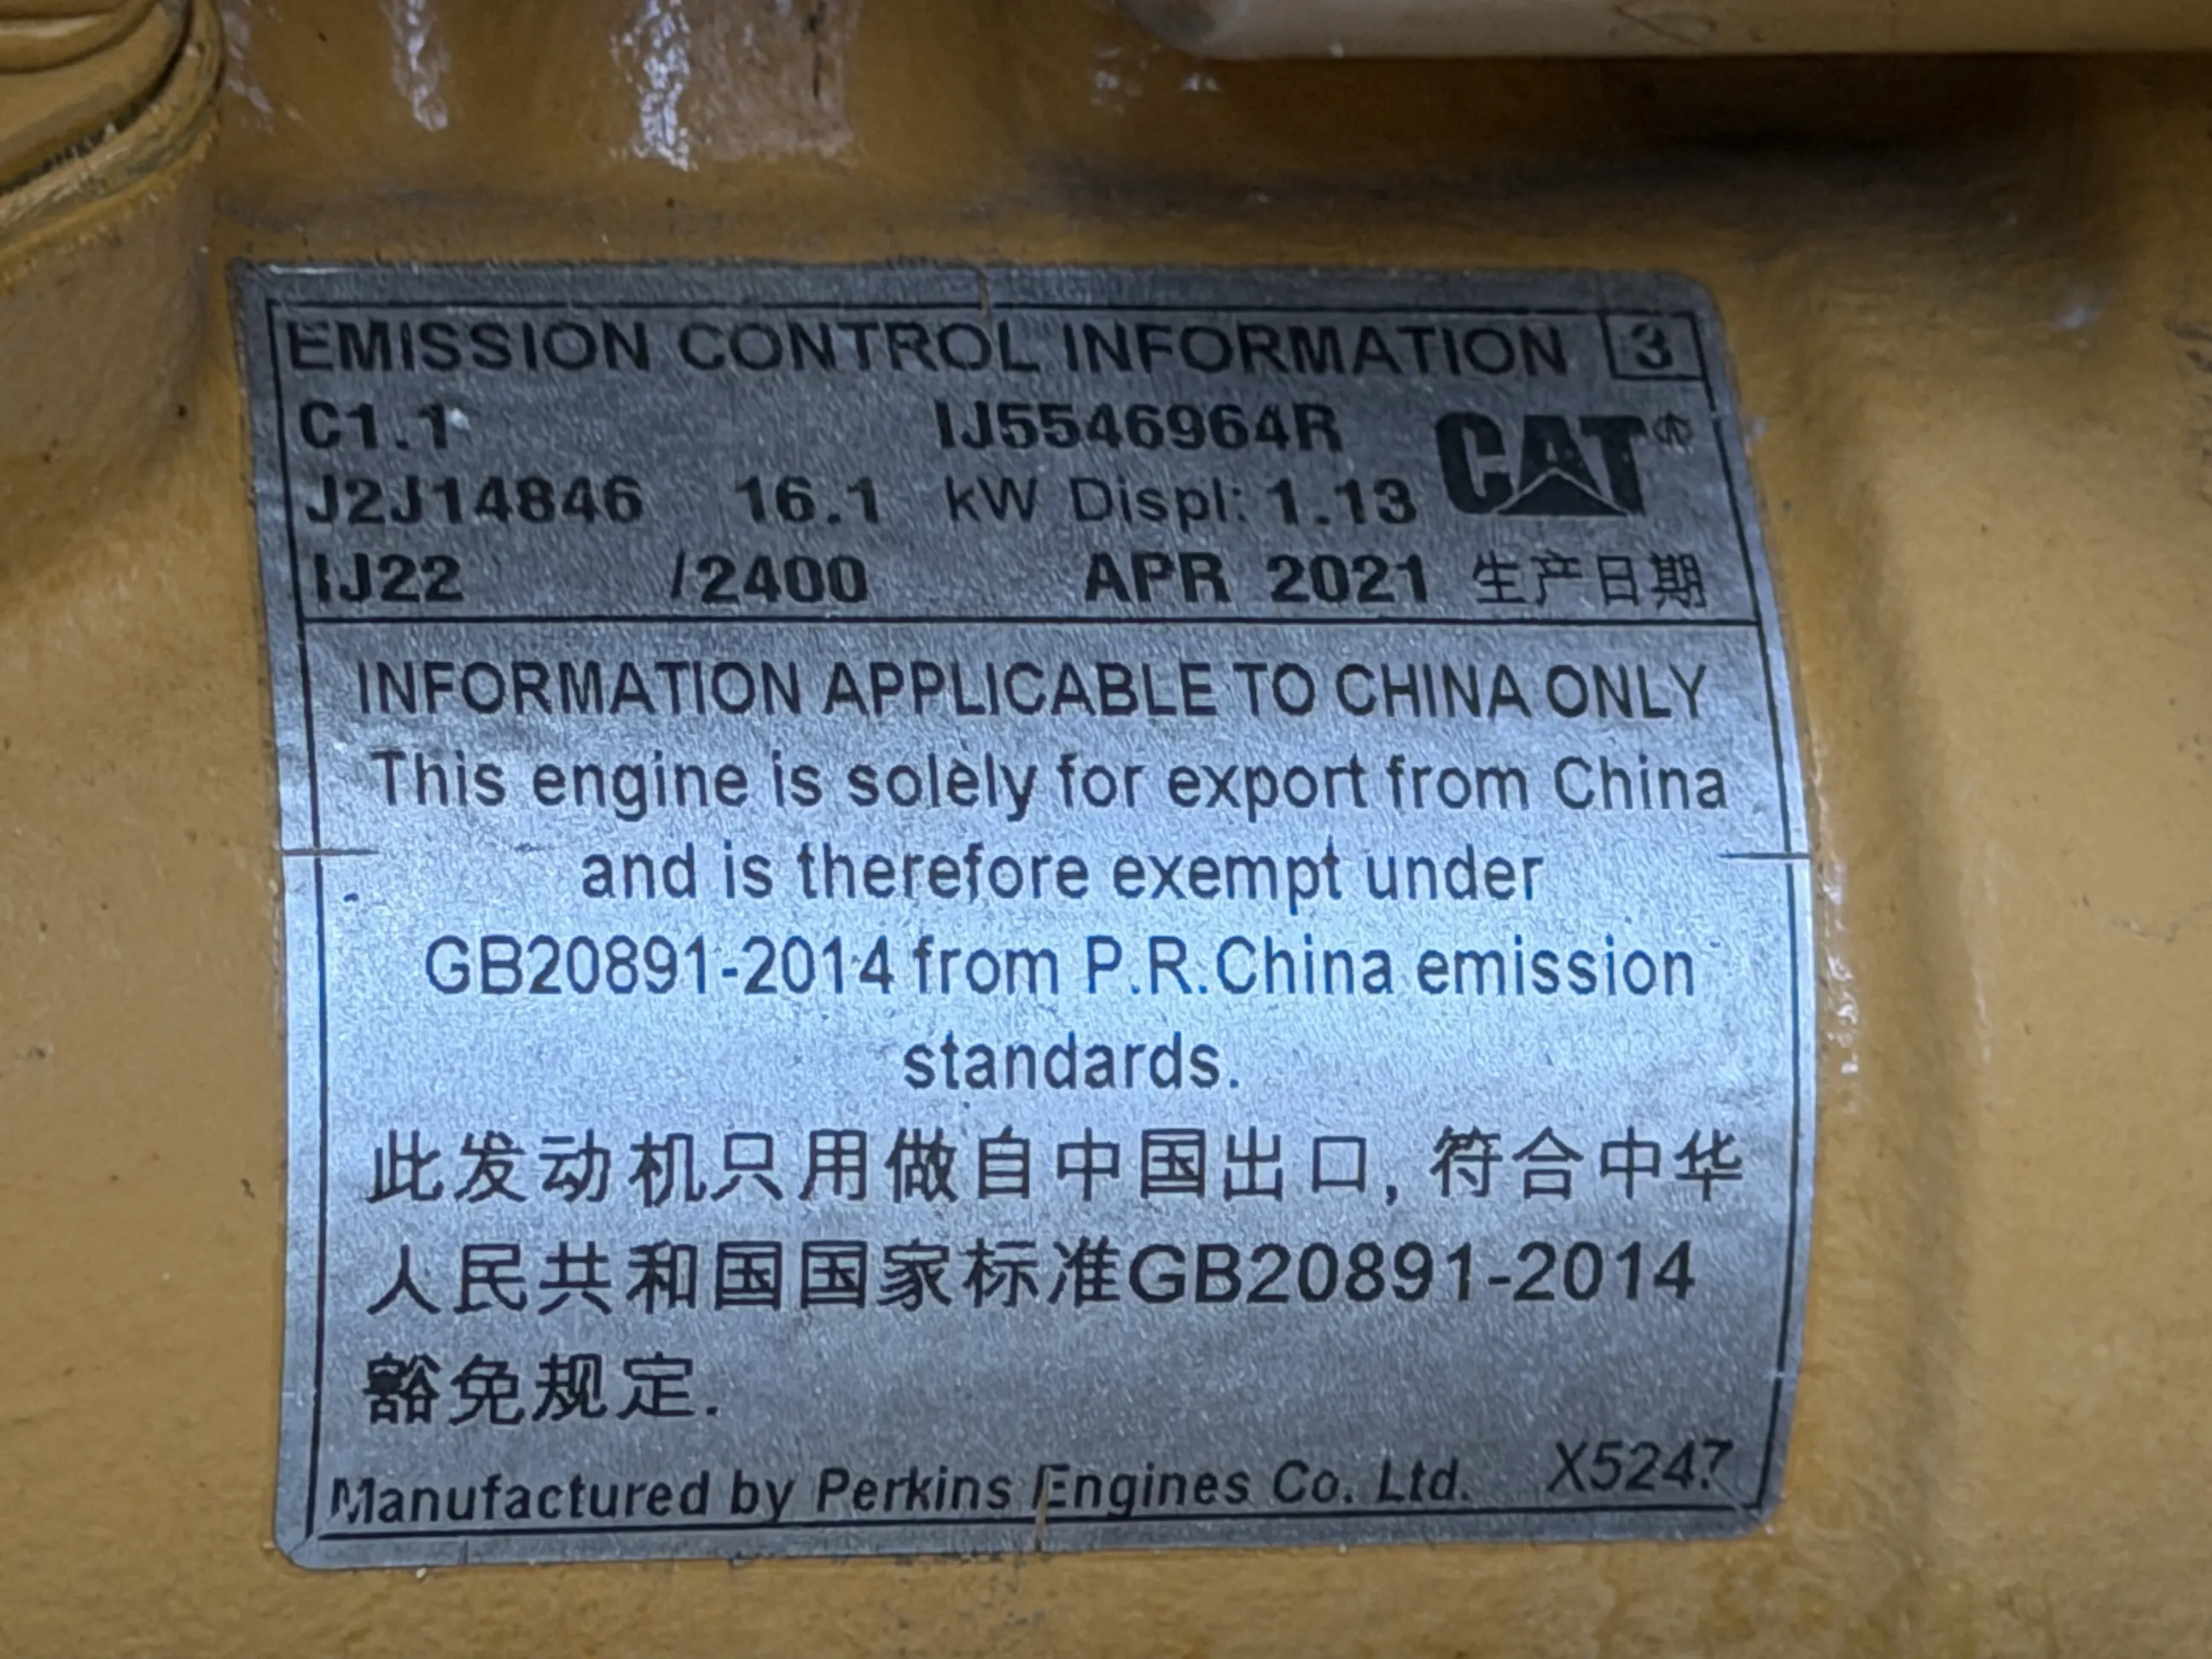 EMISSION CONTROL INFORMATION 3
C1.1 IJ5546964R CAT®
J2J14846 16.1 kW Displ: 1.13
IJ22 /2400 APR 2021 生产日期
INFORMATION APPLICABLE TO CHINA ONLY
This engine is solely for export from China
and is therefore exempt under
GB20891-2014 from P.R.China emission
standards.
此发动机只用做自中国出口, 符合中华
人民共和国国家标准GB20891-2014
豁免规定.
Manufactured by Perkins Engines Co. Ltd. X5247